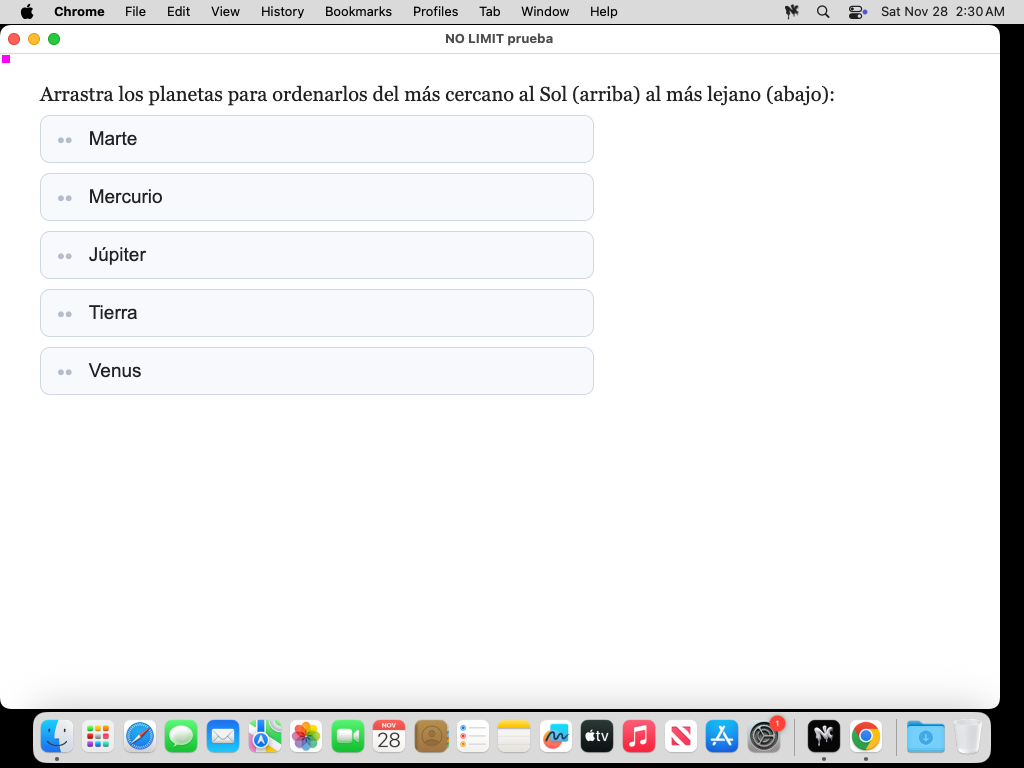 Chrome File Edit View History Bookmarks Profiles Tab Window Help Sat Nov 28 2:30 AM
NO LIMIT prueba
Arrastra los planetas para ordenarlos del más cercano al Sol (arriba) al más lejano (abajo):
Marte
Mercurio
Júpiter
Tierra
Venus
NOV
28
tv
1